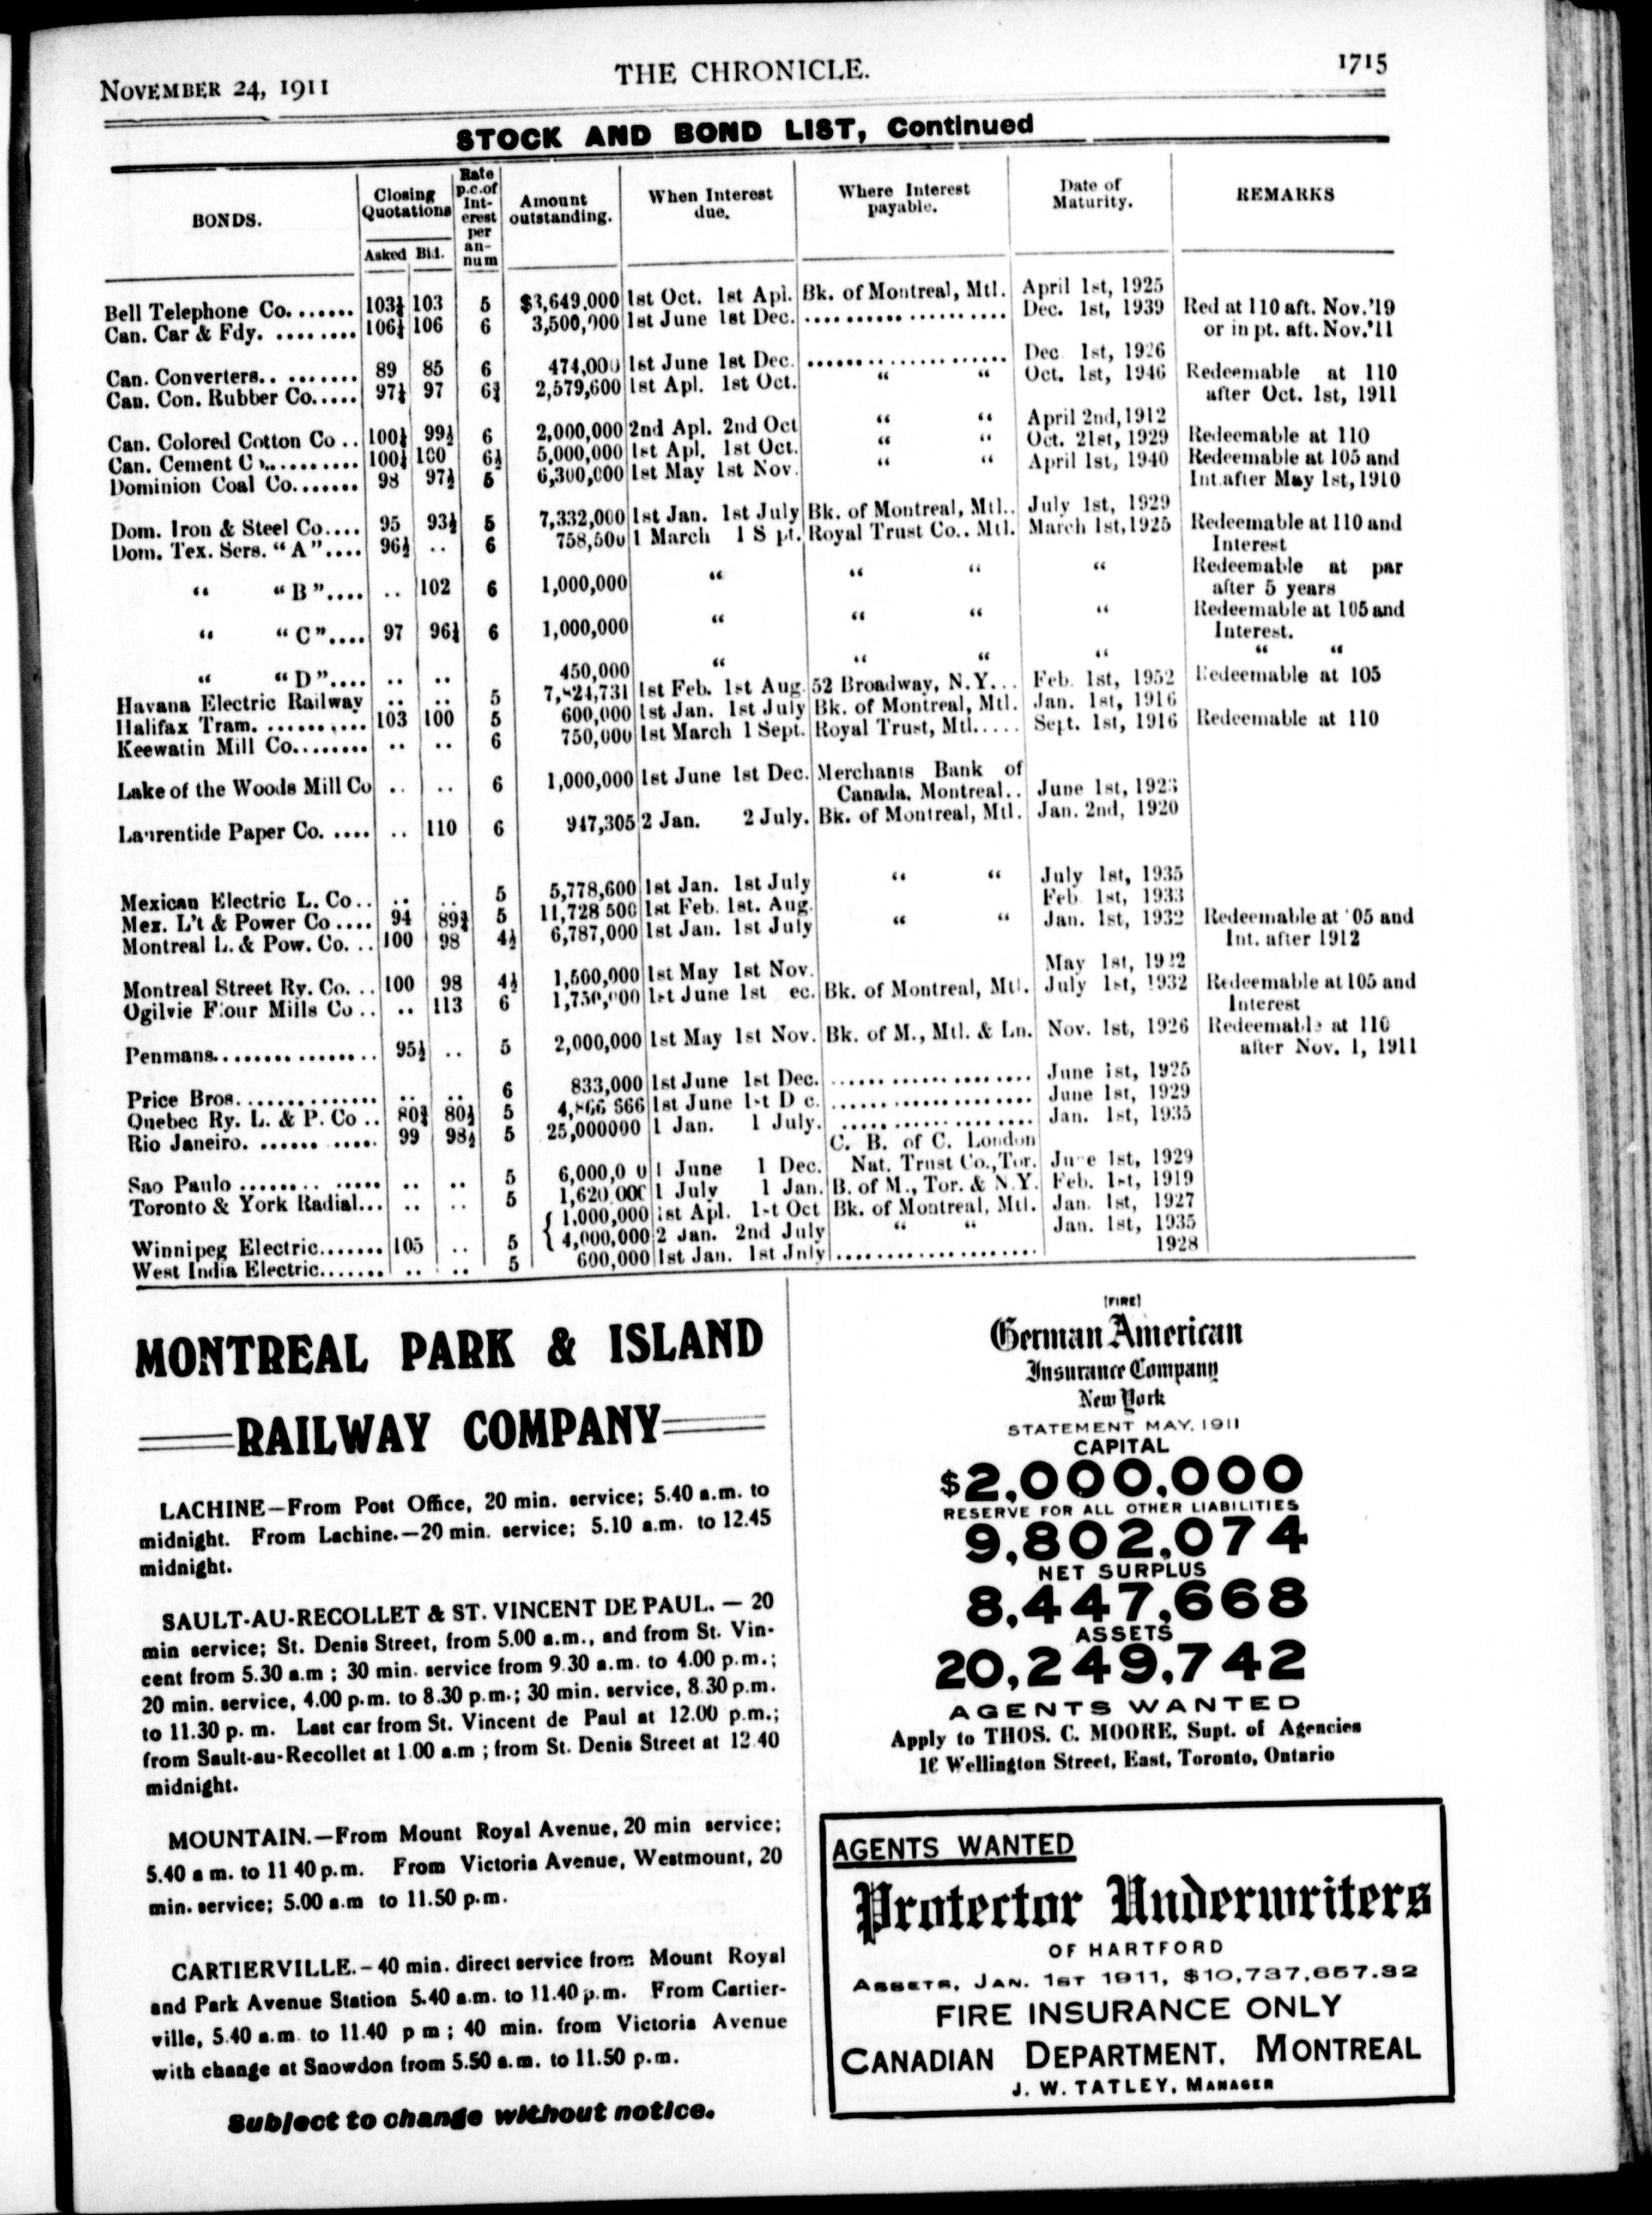 NOVEMBER 24, 1911 THE CHRONICLE. 1715
STOCK AND BOND LIST, Continued
BONDS. Closing Quotations Rate p.c. of Int- erest per an- num Amount outstanding. When Interest due. Where Interest payable. Date of Maturity. REMARKS
Asked Bid.
Bell Telephone Co....... 103 5 $3,649,000 1st Oct. 1st Apl. Bk. of Montreal, Mtl. April 1st, 1925
Can. Car & Fdy. ........ 106 6 3,500,000 1st June 1st Dec. .................... Dec. 1st, 1939 Red at 110 aft. Nov.'19
or in pt. aft. Nov.'11
Can. Converters.. ....... 89 85 6 474,000 1st June 1st Dec. .................... Dec 1st, 1926
Can. Con. Rubber Co..... 97½ 97 2,579,600 1st Apl. 1st Oct. “ “ Oct. 1st, 1946 Redeemable at 110
after Oct. 1st, 1911
Can. Colored Cotton Co .. 6 2,000,000 2nd Apl. 2nd Oct “ “ April 2nd, 1912
Can. Cement C ........... 100 6½ 5,000,000 1st Apl. 1st Oct. “ “ Oct. 21st, 1929 Redeemable at 110
Dominion Coal Co....... 98 97½ 5 6,300,000 1st May 1st Nov. “ “ April 1st, 1940 Redeemable at 105 and
Int. after May 1st, 1910
Dom. Iron & Steel Co.... 95 93½ 5 7,332,000 1st Jan. 1st July Bk. of Montreal, Mtl.. July 1st, 1929
Dom. Tex. Sers. “A”.... 96½ .. 6 758,500 1 March 1 S pt. Royal Trust Co.. Mtl. March 1st, 1925 Redeemable at 110 and
Interest
“ “B”.... .. 102 6 1,000,000 “ “ “ “ Redeemable at par
after 5 years
“ “C”.... 97 6 1,000,000 “ “ “ “ Redeemable at 105 and
Interest.
“ “D”.... .. .. 450,000 “ “ “ “ “ “
Havana Electric Railway .. .. 5 1st Feb. 1st Aug. 52 Broadway, N.Y... Feb. 1st, 1952 Redeemable at 105
Halifax Tram. .......... 103 100 5 600,000 1st Jan. 1st July Bk. of Montreal, Mtl. Jan. 1st, 1916
Keewatin Mill Co........ .. .. 6 750,000 1st March 1 Sept. Royal Trust, Mtl..... Sept. 1st, 1916 Redeemable at 110
Lake of the Woods Mill Co .. .. 6 1,000,000 1st June 1st Dec. Merchants Bank of
Canada, Montreal.. June 1st, 1923
Laurentide Paper Co. .... .. 110 6 947,305 2 Jan. 2 July. Bk. of Montreal, Mtl. Jan. 2nd, 1920
Mexican Electric L. Co.. .. .. 5 5,778,600 1st Jan. 1st July “ “ July 1st, 1935
Mex. L't & Power Co .... 94 5 11,728 500 1st Feb. 1st. Aug. Feb 1st, 1933
Montreal L. & Pow. Co. .. 100 98 4½ 6,787,000 1st Jan. 1st July “ “ Jan. 1st, 1932 Redeemable at 05 and
Int. after 1912
Montreal Street Ry. Co. .. 100 98 4½ 1,500,000 1st May 1st Nov. May 1st, 1922
Ogilvie Flour Mills Co .. .. 113 6 1,750,000 1st June 1st ec. Bk. of Montreal, Mtl. July 1st, 1932 Redeemable at 105 and
Interest
Penmans................ 95½ .. 5 2,000,000 1st May 1st Nov. Bk. of M., Mtl. & Ln. Nov. 1st, 1926 Redeemable at 110
after Nov. 1, 1911
Price Bros.............. .. .. 6 833,000 1st June 1st Dec. .................... June 1st, 1925
Quebec Ry. L. & P. Co .. 80½ 5 1st June 1st D c. .................... June 1st, 1929
Rio Janeiro. ....... ..... 99 98½ 5 25,000000 1 Jan. 1 July. .................... Jan. 1st, 1935
C. B. of C. London
Sao Paulo ........ ..... .. .. 5 6,000,0 0 1 June 1 Dec. Nat. Trust Co., Tor. June 1st, 1929
Toronto & York Radial... .. .. 5 1,620 000 1 July 1 Jan. B. of M., Tor. & N.Y. Feb. 1st, 1919
1,000,000 1st Apl. 1st Oct Bk. of Montreal, Mtl. Jan. 1st, 1927
Winnipeg Electric....... 105 .. 5 4,000,000 2 Jan. 2nd July “ “ Jan. 1st, 1935
West India Electric....... .. .. 5 600,000 1st Jan. 1st July .................... 1928
MONTREAL PARK & ISLAND
RAILWAY COMPANY
LACHINE—From Post Office, 20 min. service; 5.40 a.m. to
midnight. From Lachine.—20 min. service; 5.10 a.m. to 12.45
midnight.
SAULT-AU-RECOLLET & ST. VINCENT DE PAUL. — 20
min service; St. Denis Street, from 5.00 a.m., and from St. Vin-
cent from 5.30 a.m ; 30 min. service from 9.30 a.m. to 4.00 p.m.;
20 min. service, 4.00 p.m. to 8.30 p.m.; 30 min. service, 8.30 p.m.
to 11.30 p. m. Last car from St. Vincent de Paul at 12.00 p.m.;
from Sault-au-Recollet at 1.00 a.m ; from St. Denis Street at 12.40
midnight.
MOUNTAIN.—From Mount Royal Avenue, 20 min service;
5.40 a m. to 11 40 p.m. From Victoria Avenue, Westmount, 20
min. service; 5.00 a.m to 11.50 p.m.
CARTIERVILLE.—40 min. direct service from Mount Royal
and Park Avenue Station 5.40 a.m. to 11.40 p.m. From Cartier-
ville, 5.40 a.m. to 11.40 p m ; 40 min. from Victoria Avenue
with change at Snowdon from 5.50 a.m. to 11.50 p.m.
Subject to change without notice.
[FIRE]
German American
Insurance Company
New York
STATEMENT MAY, 1911
CAPITAL
$2,000,000
RESERVE FOR ALL OTHER LIABILITIES
9,802,074
NET SURPLUS
8,447,668
ASSETS
20,249,742
AGENTS WANTED
Apply to THOS. C. MOORE, Supt. of Agencies
16 Wellington Street, East, Toronto, Ontario
AGENTS WANTED
Protector Underwriters
OF HARTFORD
ASSETS, JAN. 1ST 1911, $10,737,657.32
FIRE INSURANCE ONLY
CANADIAN DEPARTMENT, MONTREAL
J. W. TATLEY, MANAGER